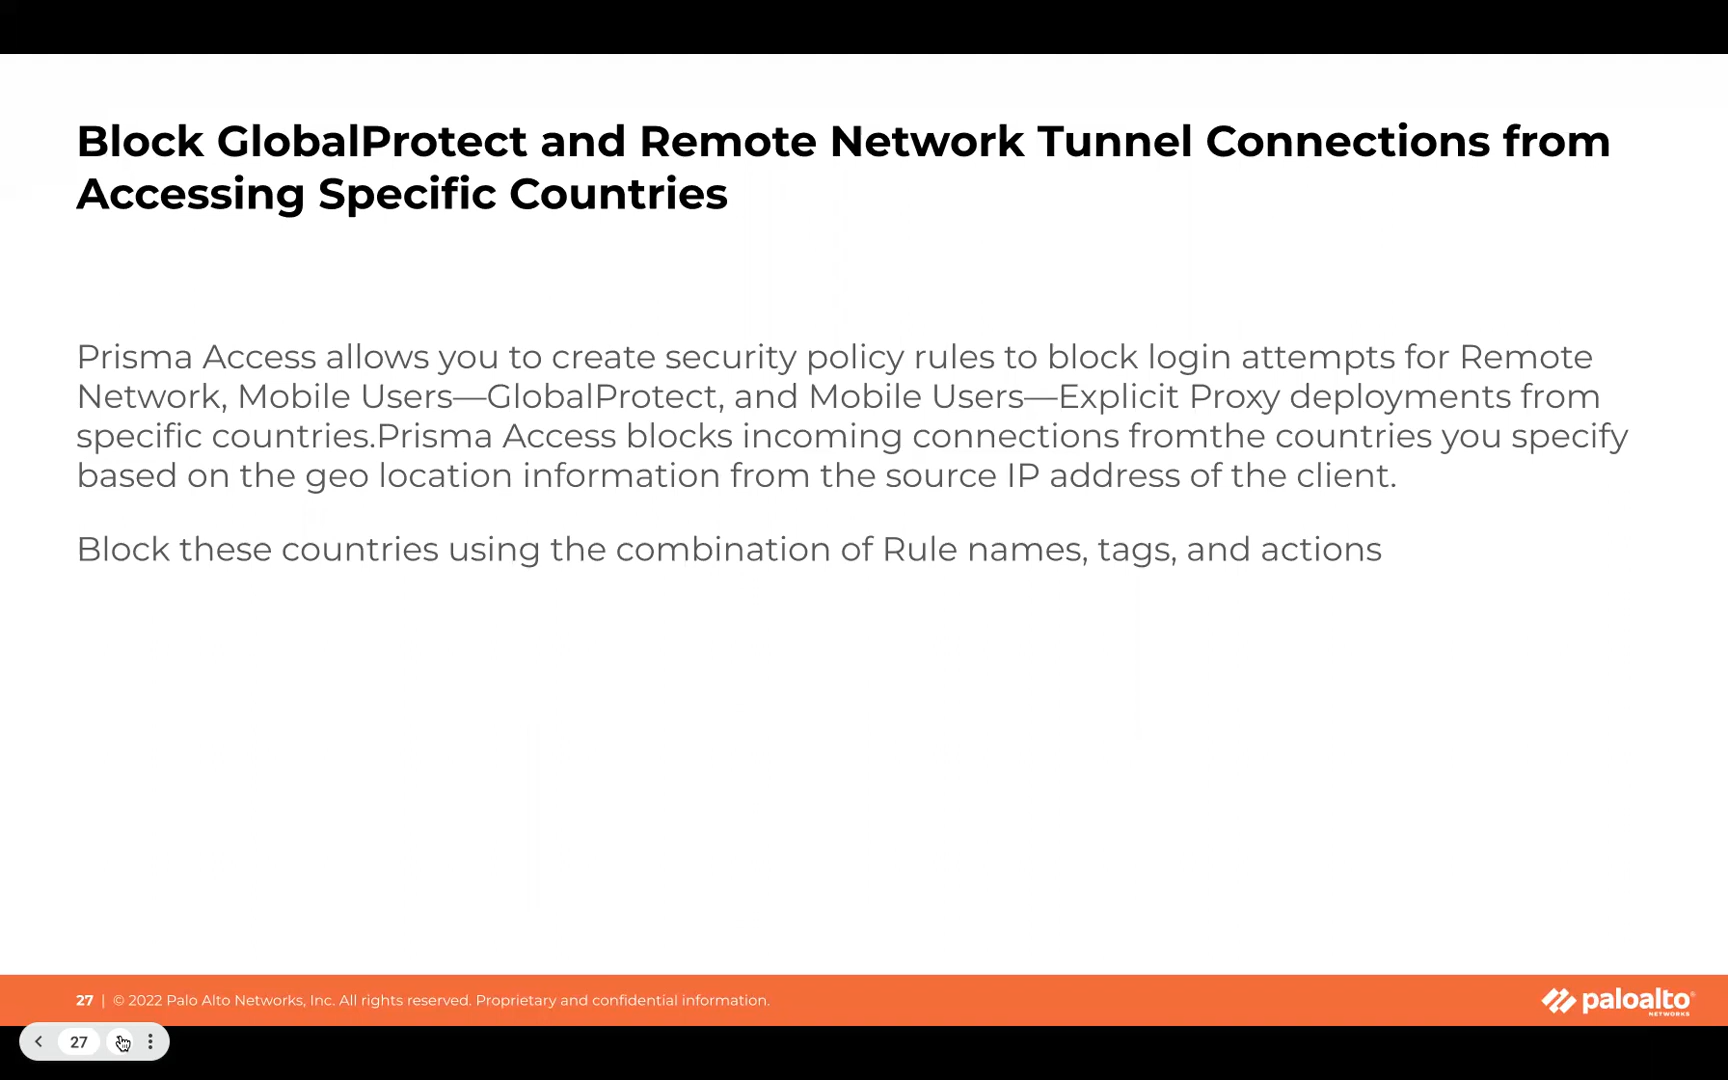 Block GlobalProtect and Remote Network Tunnel Connections from
Accessing Specific Countries
Prisma Access allows you to create security policy rules to block login attempts for Remote
Network, Mobile Users—GlobalProtect, and Mobile Users—Explicit Proxy deployments from
specific countries.Prisma Access blocks incoming connections fromthe countries you specify
based on the geo location information from the source IP address of the client.
Block these countries using the combination of Rule names, tags, and actions
27 | © 2022 Palo Alto Networks, Inc. All rights reserved. Proprietary and confidential information.
paloalto®
NETWORKS
27